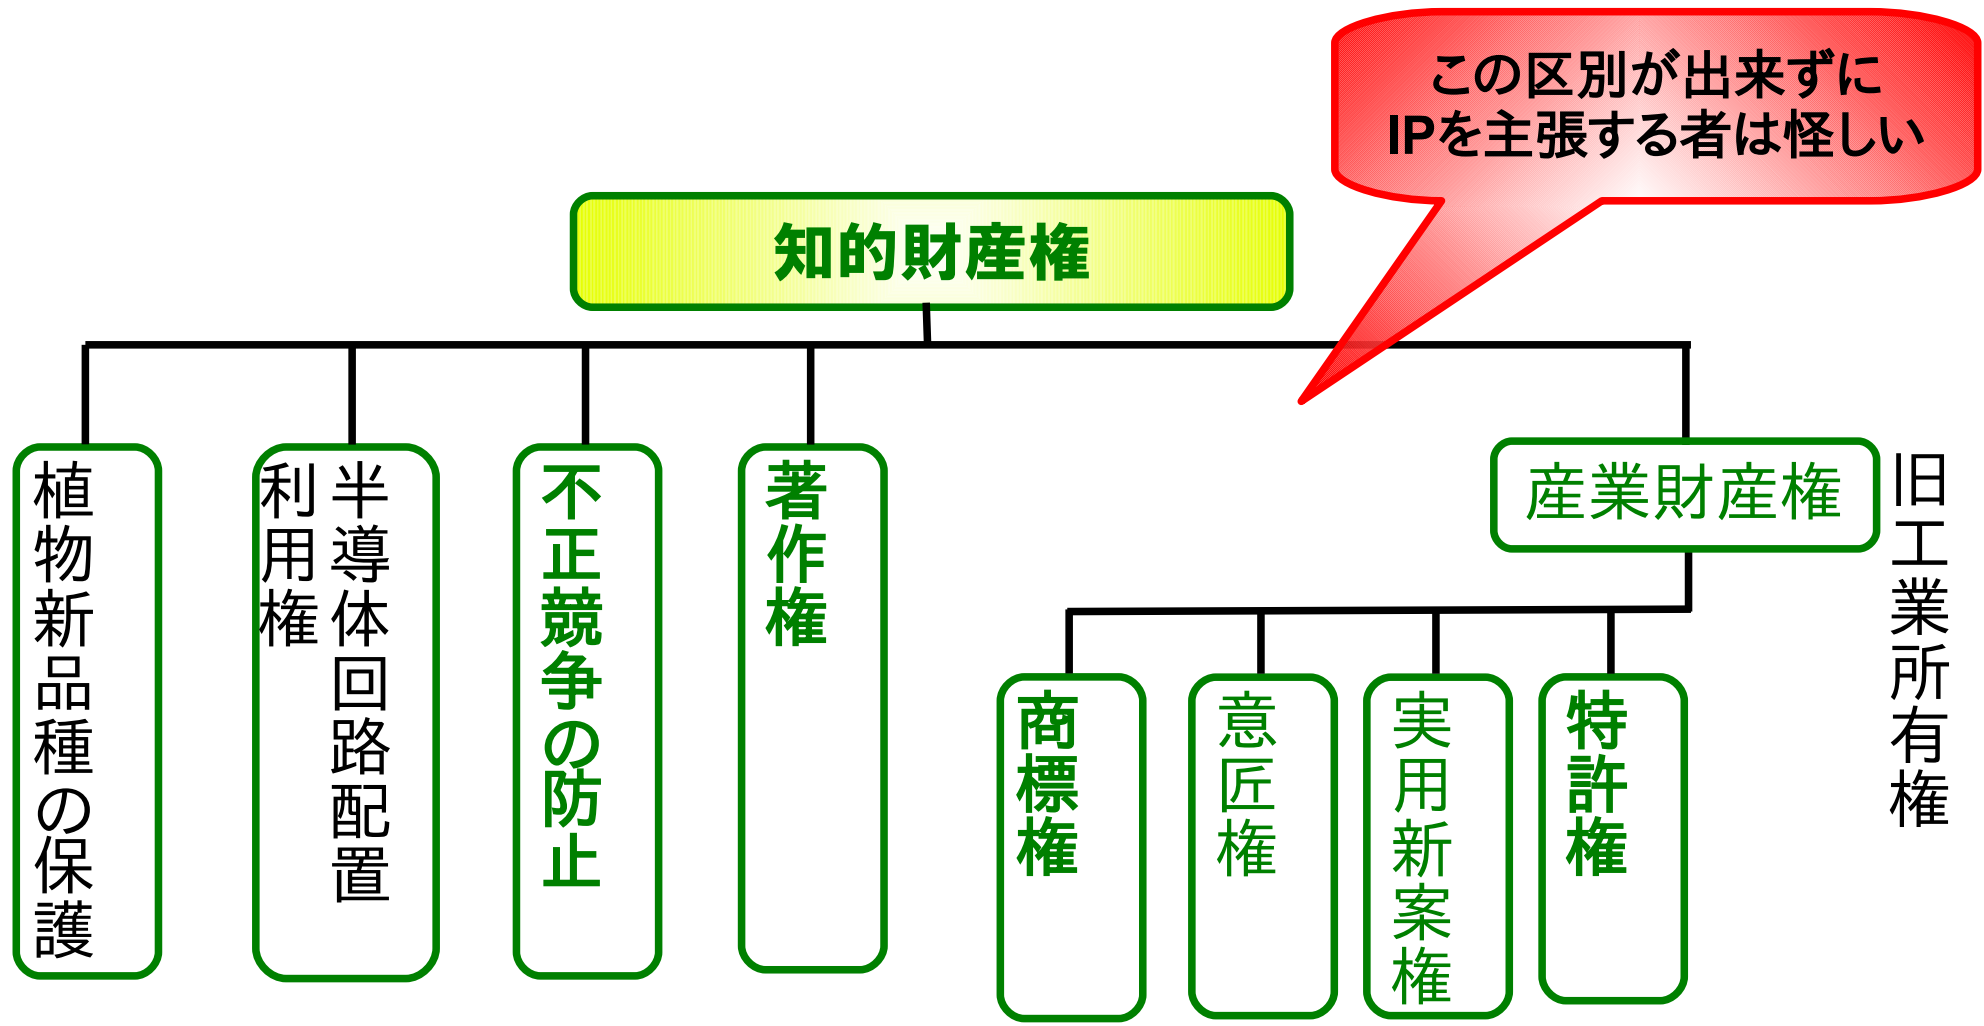 この区別が出来ずに
IPを主張する者は怪しい
知的財産権
植物新品種の保護
半導体回路配置
利用権
不正競争の防止
著作権
産業財産権
旧工業所有権
商標権
意匠権
実用新案権
特許権